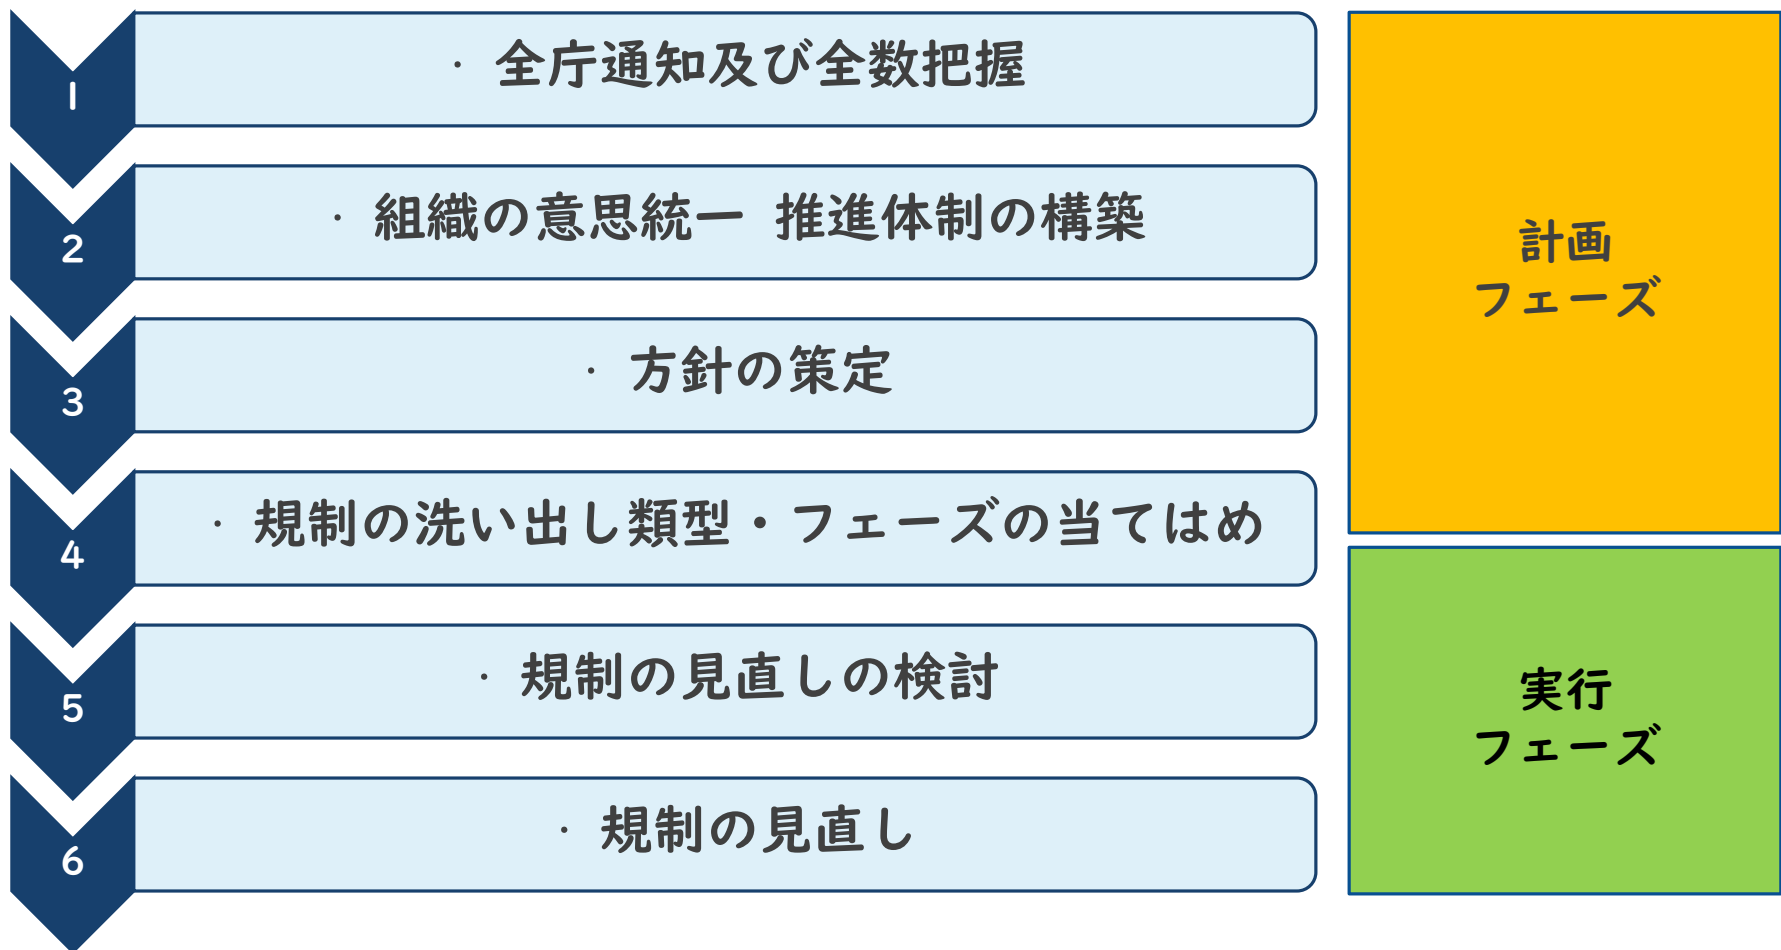 1
・ 全庁通知及び全数把握
2
・ 組織の意思統一 推進体制の構築
3
・ 方針の策定
4
・ 規制の洗い出し類型・フェーズの当てはめ
5
・ 規制の見直しの検討
6
・ 規制の見直し
計画
フェーズ
実行
フェーズ